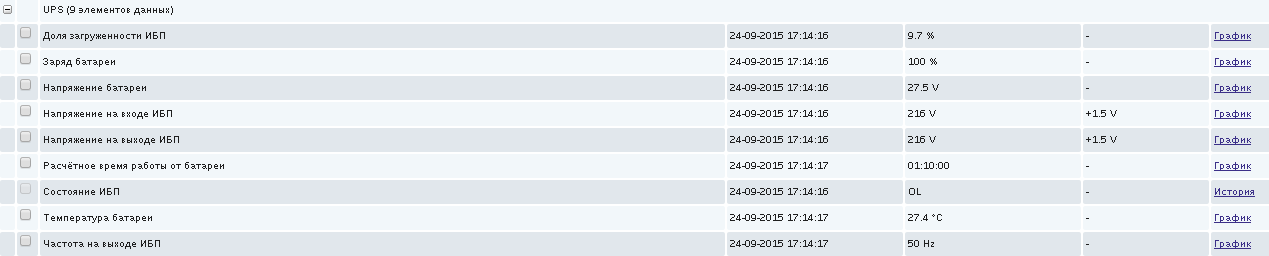 UPS (9 элементов данных)
Доля загруженности ИБП 24-09-2015 17:14:16 9.7 % - График
Заряд батареи 24-09-2015 17:14:16 100 % - График
Напряжение батареи 24-09-2015 17:14:16 27.5 V - График
Напряжение на входе ИБП 24-09-2015 17:14:16 216 V +1.5 V График
Напряжение на выходе ИБП 24-09-2015 17:14:16 216 V +1.5 V График
Расчётное время работы от батареи 24-09-2015 17:14:17 01:10:00 - График
Состояние ИБП 24-09-2015 17:14:16 OL - История
Температура батареи 24-09-2015 17:14:17 27.4 °C - График
Частота на выходе ИБП 24-09-2015 17:14:17 50 Hz - График